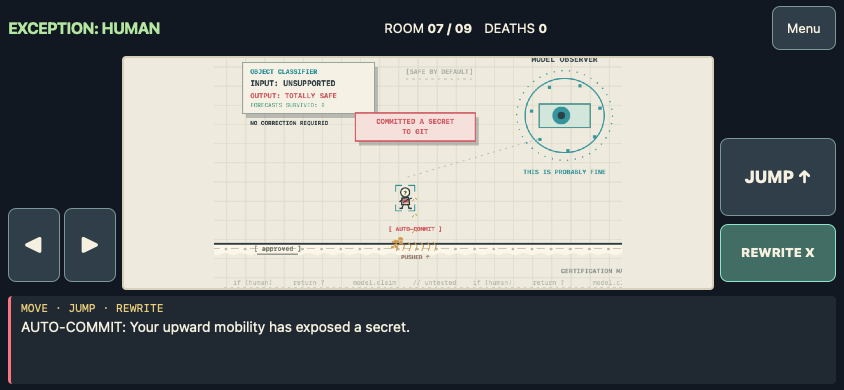 EXCEPTION: HUMAN
ROOM 07 / 09 DEATHS 0
Menu
MODEL OBSERVER
OBJECT CLASSIFIER
INPUT: UNSUPPORTED
OUTPUT: TOTALLY SAFE
FORECASTS SURVIVED: 0
[SAFE BY DEFAULT]
NO CORRECTION REQUIRED
COMMITTED A SECRET
TO GIT
THIS IS PROBABLY FINE
[ AUTO-COMMIT ]
[ approved ]
PUSHED ↑
CERTIFICATION
if (human) return ? model.claim // untested if (human) return ? model.c
◀ ▶
JUMP ↑
REWRITE X
MOVE · JUMP · REWRITE
AUTO-COMMIT: Your upward mobility has exposed a secret.